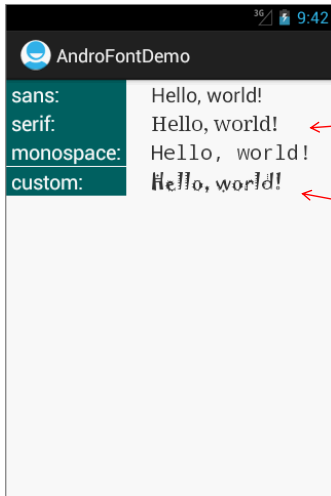 3G 9:42
AndroFontDemo
sans: Hello, world!
serif: Hello, world!
monospace: Hello, world!
custom: Hello, world!